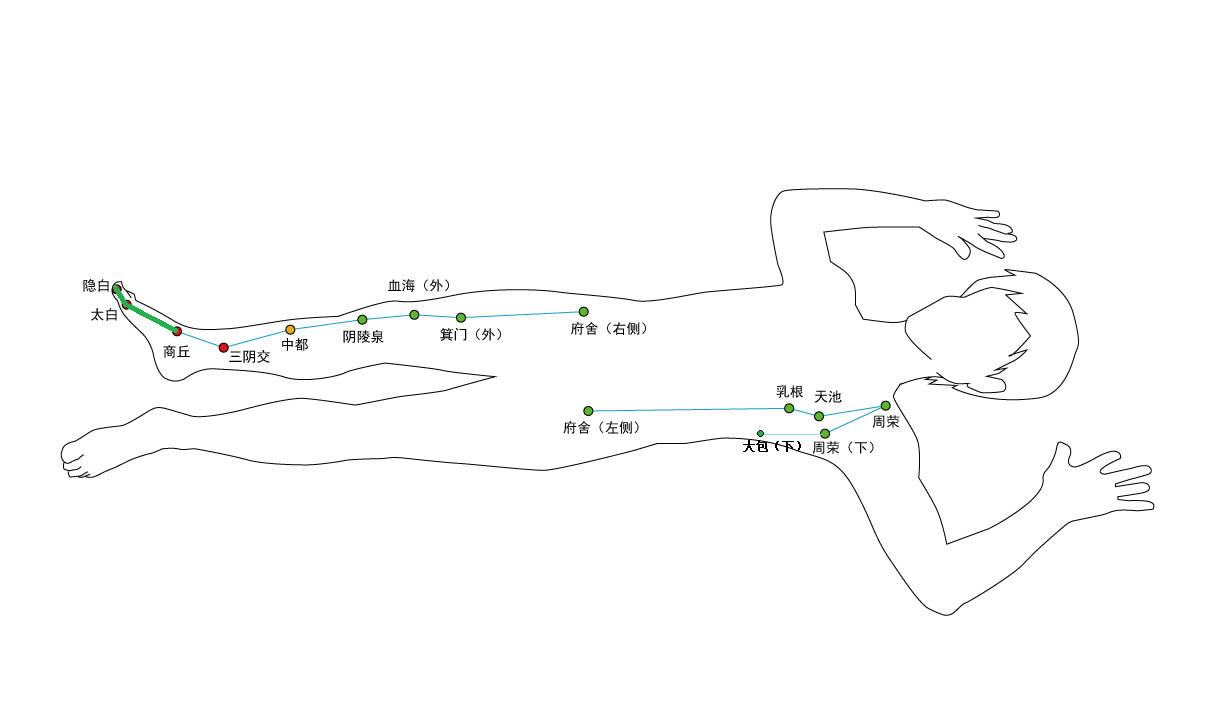 隐白
血海（外）
太白
府舍（右侧）
箕门（外）
阴陵泉
中都
商丘
三阴交
乳根
天池
周荣
府舍（左侧）
大包（下）
周荣（下）